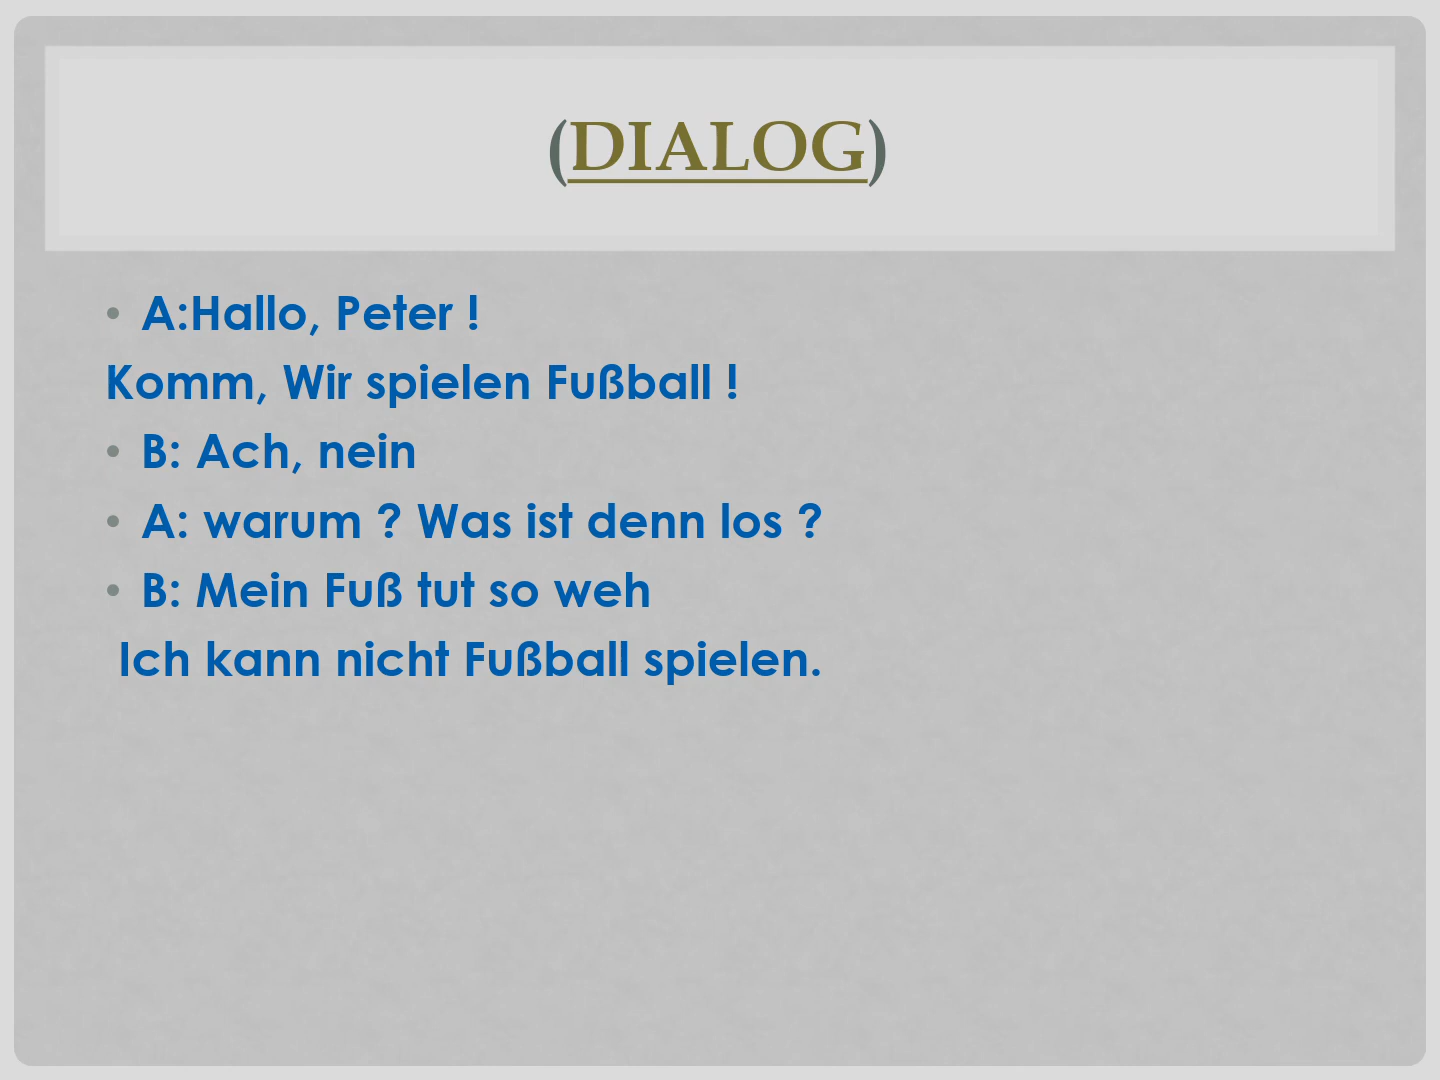 (DIALOG)
• A:Hallo, Peter !
Komm, Wir spielen Fußball !
• B: Ach, nein
• A: warum ? Was ist denn los ?
• B: Mein Fuß tut so weh
Ich kann nicht Fußball spielen.